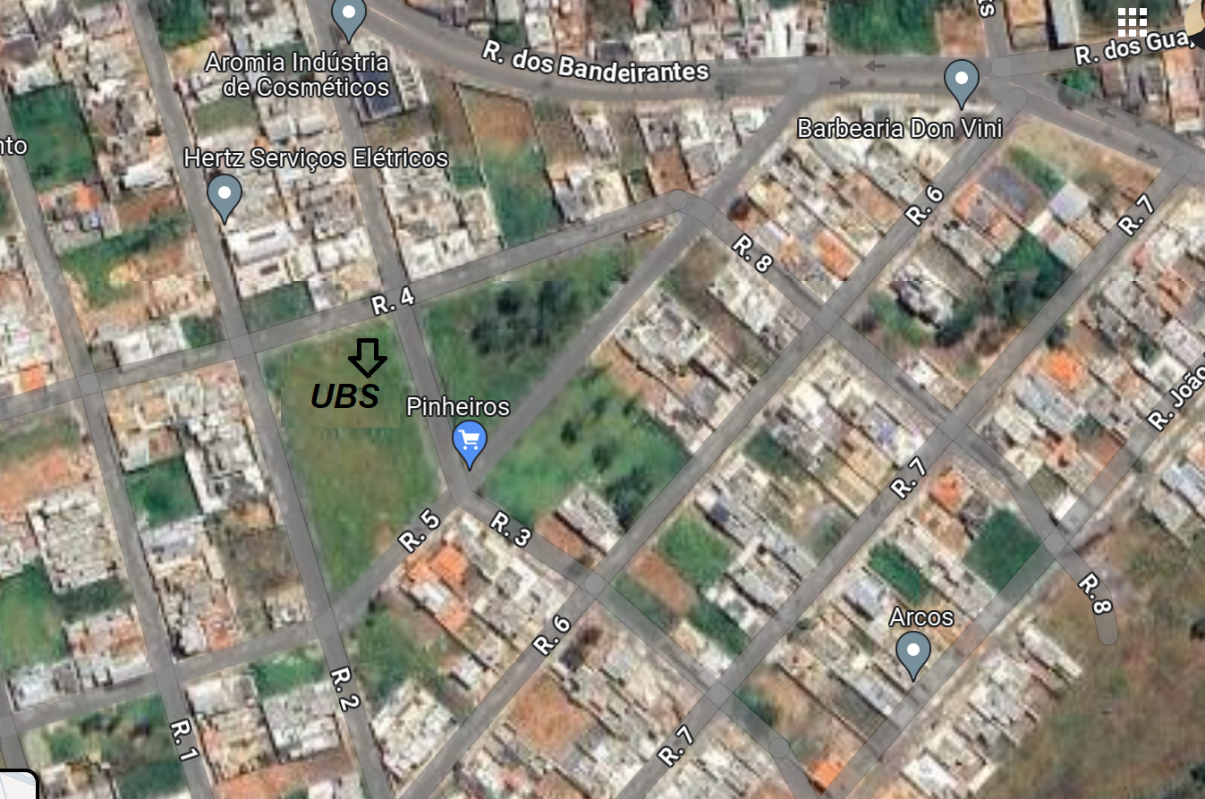 R. dos Bandeirantes
R. dos Gua
Aromia Indústria
de Cosméticos
Barbearia Don Vini
nto
Hertz Serviços Elétricos
R. 6
R. 7
R. 8
R. 4
UBS
Pinheiros
R. João
R. 7
R. 5
R. 3
R. 8
Arcos
R. 6
R. 2
R. 1
R. 7